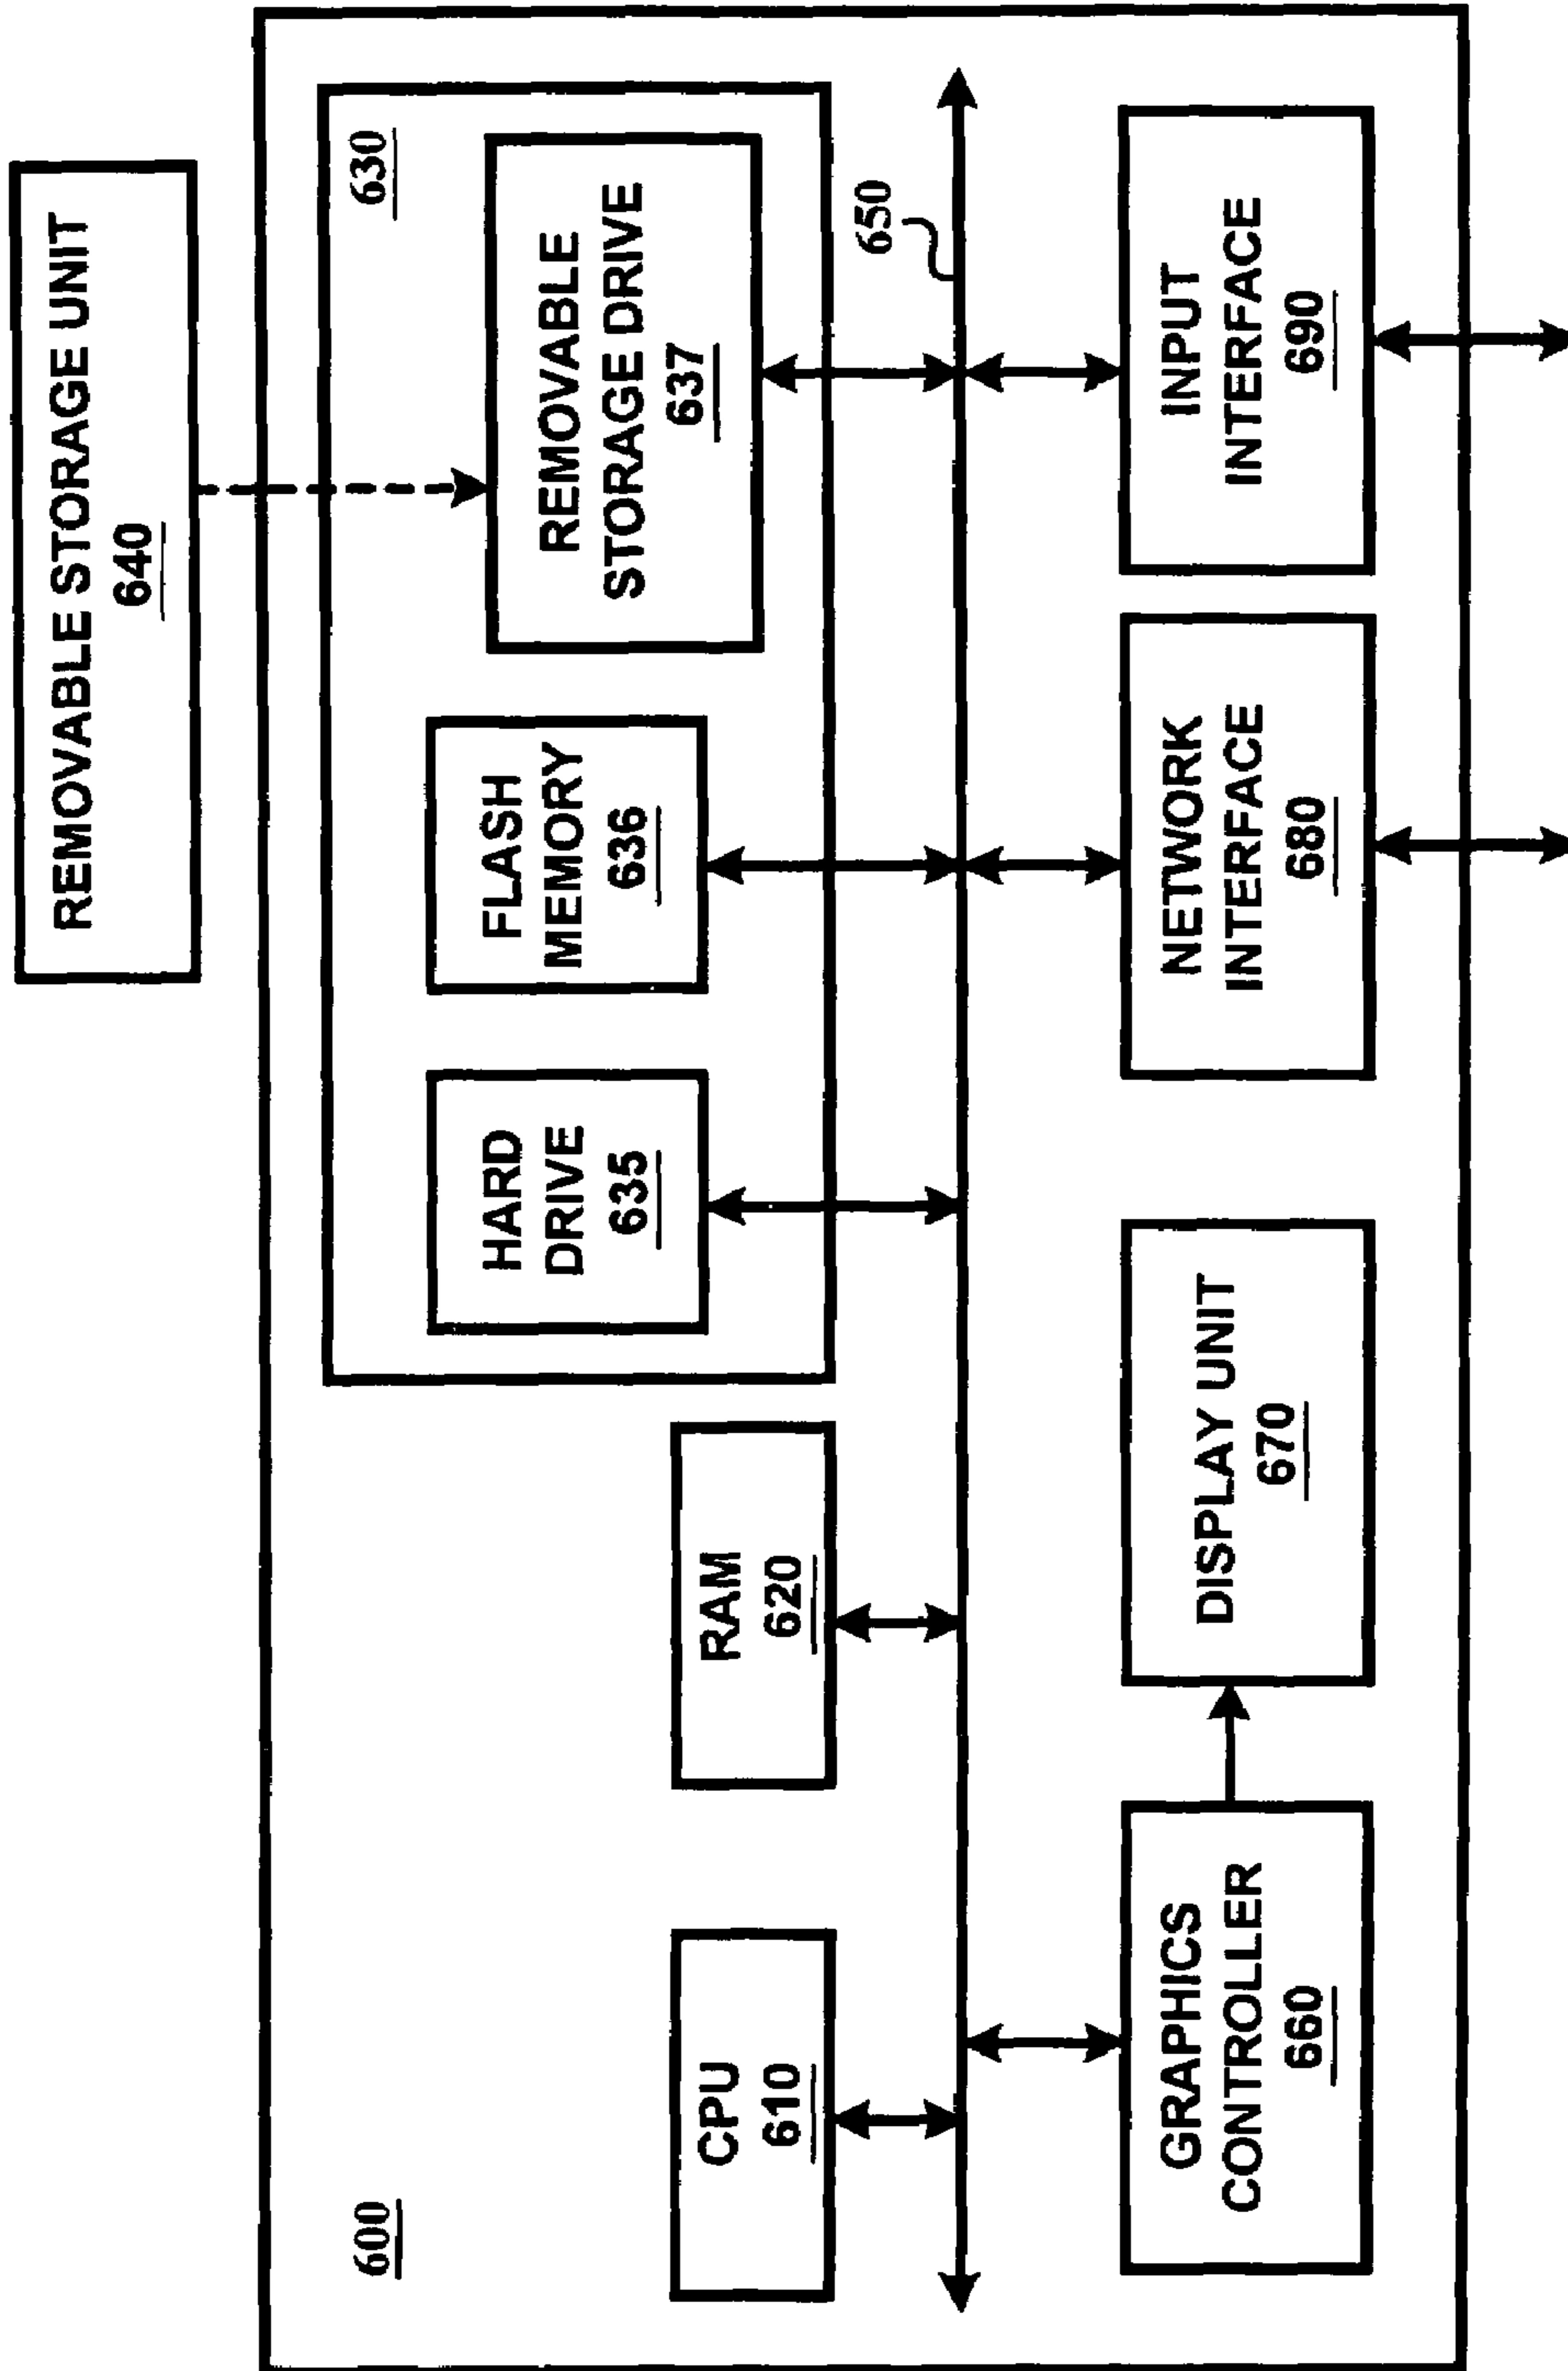 REMOVABLE STORAGE UNIT
640
600
630
CPU
610
RAM
620
HARD
DRIVE
635
FLASH
MEMORY
636
REMOVABLE
STORAGE DRIVE
637
650
GRAPHICS
CONTROLLER
660
DISPLAY UNIT
670
NETWORK
INTERFACE
680
INPUT
INTERFACE
690